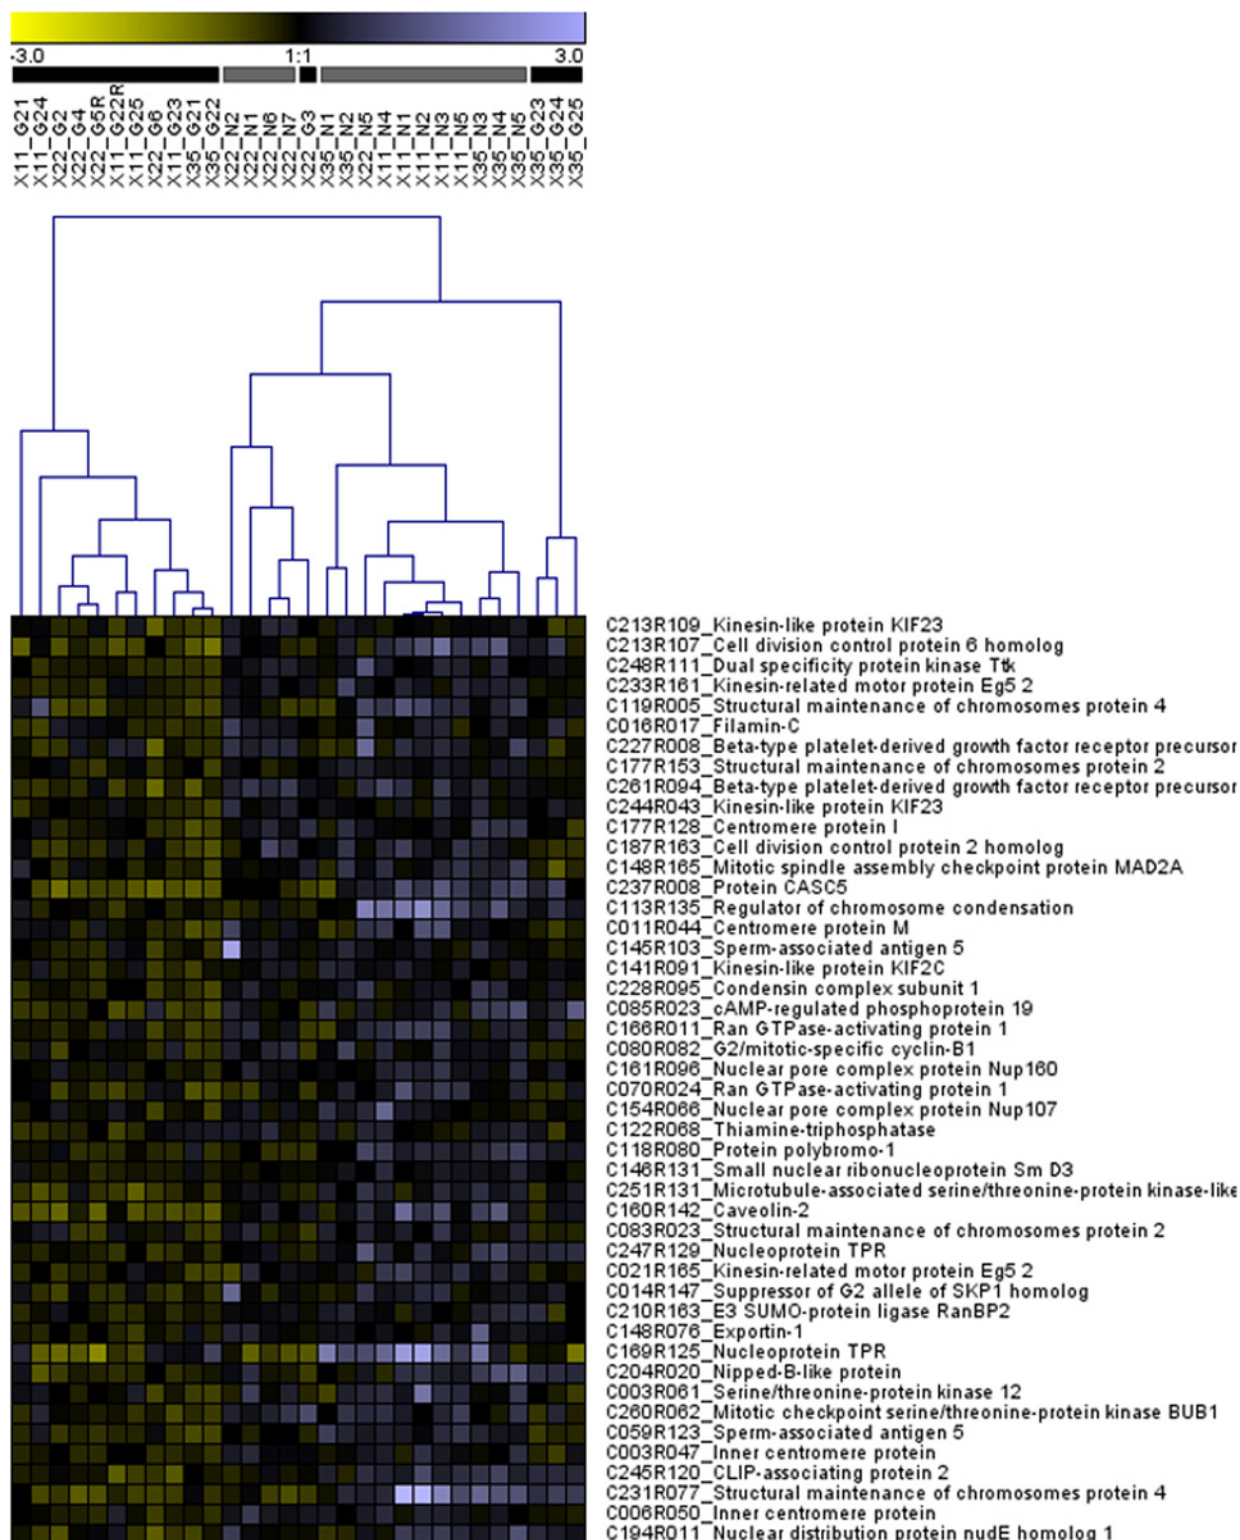 -3.0 1:1 3.0
X11_G21
X11_G24
X22_G2
X22_G4
X22_G5R
X11_G22R
X11_G25
X22_G6
X11_G23
X35_G21
X35_G22
X22_N2
X22_N1
X22_N6
X22_N7
X22_G3
X35_N1
X35_N2
X22_N5
X11_N4
X11_N1
X11_N2
X11_N3
X11_N5
X35_N3
X35_N4
X35_N5
X35_G23
X35_G24
X35_G25
C213R109_Kinesin-like protein KIF23
C213R107_Cell division control protein 6 homolog
C248R111_Dual specificity protein kinase Ttk
C233R161_Kinesin-related motor protein Eg5 2
C119R005_Structural maintenance of chromosomes protein 4
C016R017_Filamin-C
C227R008_Beta-type platelet-derived growth factor receptor precursor
C177R153_Structural maintenance of chromosomes protein 2
C261R094_Beta-type platelet-derived growth factor receptor precursor
C244R043_Kinesin-like protein KIF23
C177R128_Centromere protein I
C187R163_Cell division control protein 2 homolog
C148R165_Mitotic spindle assembly checkpoint protein MAD2A
C237R008_Protein CASC5
C113R135_Regulator of chromosome condensation
C011R044_Centromere protein M
C145R103_Sperm-associated antigen 5
C141R091_Kinesin-like protein KIF2C
C228R095_Condensin complex subunit 1
C085R023_cAMP-regulated phosphoprotein 19
C166R011_Ran GTPase-activating protein 1
C080R082_G2/mitotic-specific cyclin-B1
C161R096_Nuclear pore complex protein Nup160
C070R024_Ran GTPase-activating protein 1
C154R066_Nuclear pore complex protein Nup107
C122R068_Thiamine-triphosphatase
C118R080_Protein polybromo-1
C146R131_Small nuclear ribonucleoprotein Sm D3
C251R131_Microtubule-associated serine/threonine-protein kinase-like
C160R142_Caveolin-2
C083R023_Structural maintenance of chromosomes protein 2
C247R129_Nucleoprotein TPR
C021R165_Kinesin-related motor protein Eg5 2
C014R147_Suppressor of G2 allele of SKP1 homolog
C210R163_E3 SUMO-protein ligase RanBP2
C148R076_Exportin-1
C169R125_Nucleoprotein TPR
C204R020_Nipped-B-like protein
C003R061_Serine/threonine-protein kinase 12
C260R062_Mitotic checkpoint serine/threonine-protein kinase BUB1
C059R123_Sperm-associated antigen 5
C003R047_Inner centromere protein
C245R120_CLIP-associating protein 2
C231R077_Structural maintenance of chromosomes protein 4
C006R050_Inner centromere protein
C194R011_Nuclear distribution protein nudE homolog 1